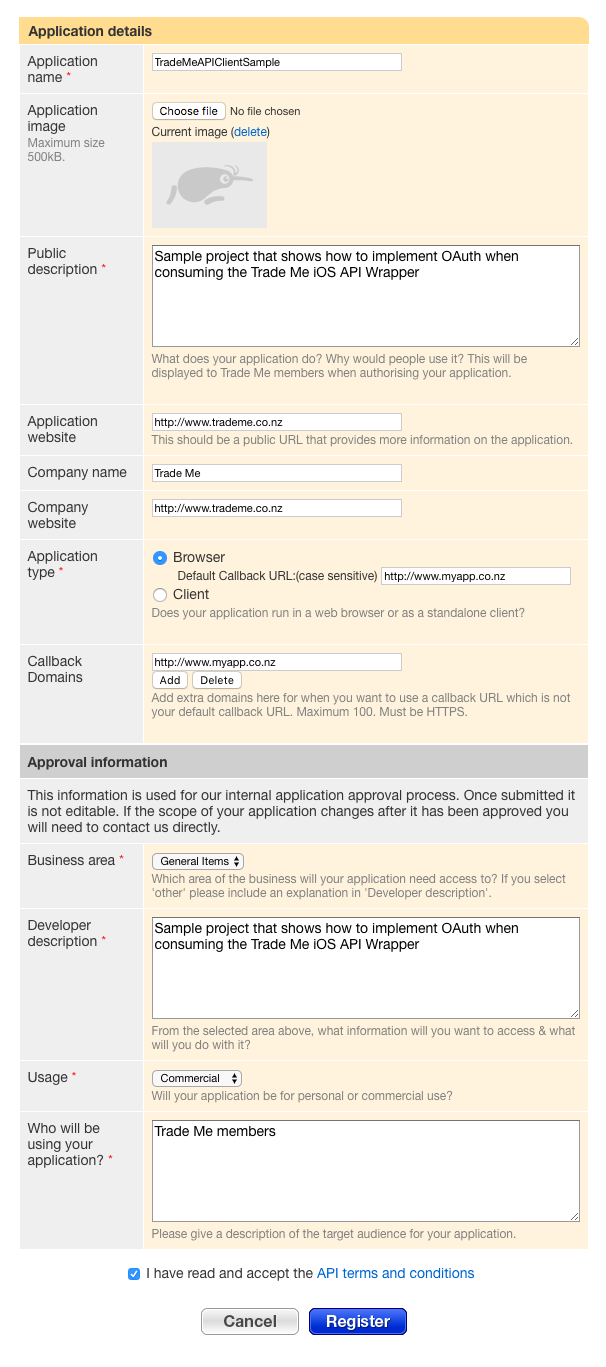 Application details
Application
name *
TradeMeAPIClientSample
Application
image
Maximum size
500kB.
Choose file No file chosen
Current image (delete)
Public
description *
Sample project that shows how to implement OAuth when
consuming the Trade Me iOS API Wrapper
What does your application do? Why would people use it? This will be
displayed to Trade Me members when authorising your application.
Application
website
http://www.trademe.co.nz
This should be a public URL that provides more information on the application.
Company name
Trade Me
Company
website
http://www.trademe.co.nz
Application
type *
Browser
Default Callback URL:(case sensitive) http://www.myapp.co.nz
Client
Does your application run in a web browser or as a standalone client?
Callback
Domains
http://www.myapp.co.nz
Add Delete
Add extra domains here for when you want to use a callback URL which is not
your default callback URL. Maximum 100. Must be HTTPS.
Approval information
This information is used for our internal application approval process. Once submitted it
is not editable. If the scope of your application changes after it has been approved you
will need to contact us directly.
Business area *
General Items
Which area of the business will your application need access to? If you select
'other' please include an explanation in 'Developer description'.
Developer
description *
Sample project that shows how to implement OAuth when
consuming the Trade Me iOS API Wrapper
From the selected area above, what information will you want to access & what
will you do with it?
Usage *
Commercial
Will your application be for personal or commercial use?
Who will be
using your
application? *
Trade Me members
Please give a description of the target audience for your application.
I have read and accept the API terms and conditions
Cancel Register